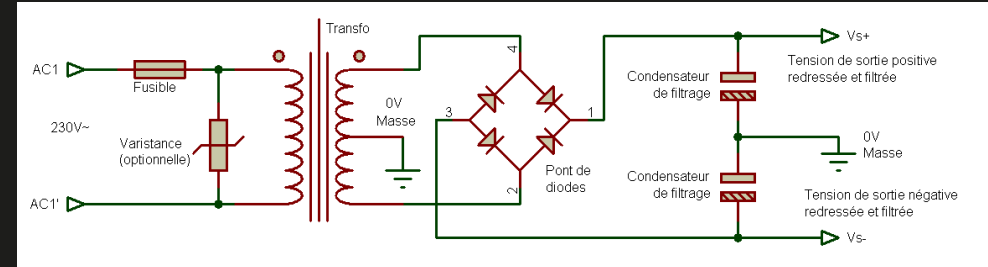 Transfo
AC1
Fusible
230V~
Varistance
(optionnelle)
AC1'
0V
Masse
4
3
1
2
Pont de
diodes
Condensateur
de filtrage
Condensateur
de filtrage
Vs+
Tension de sortie positive
redressée et filtrée
0V
Masse
Tension de sortie négative
redressée et filtrée
Vs-